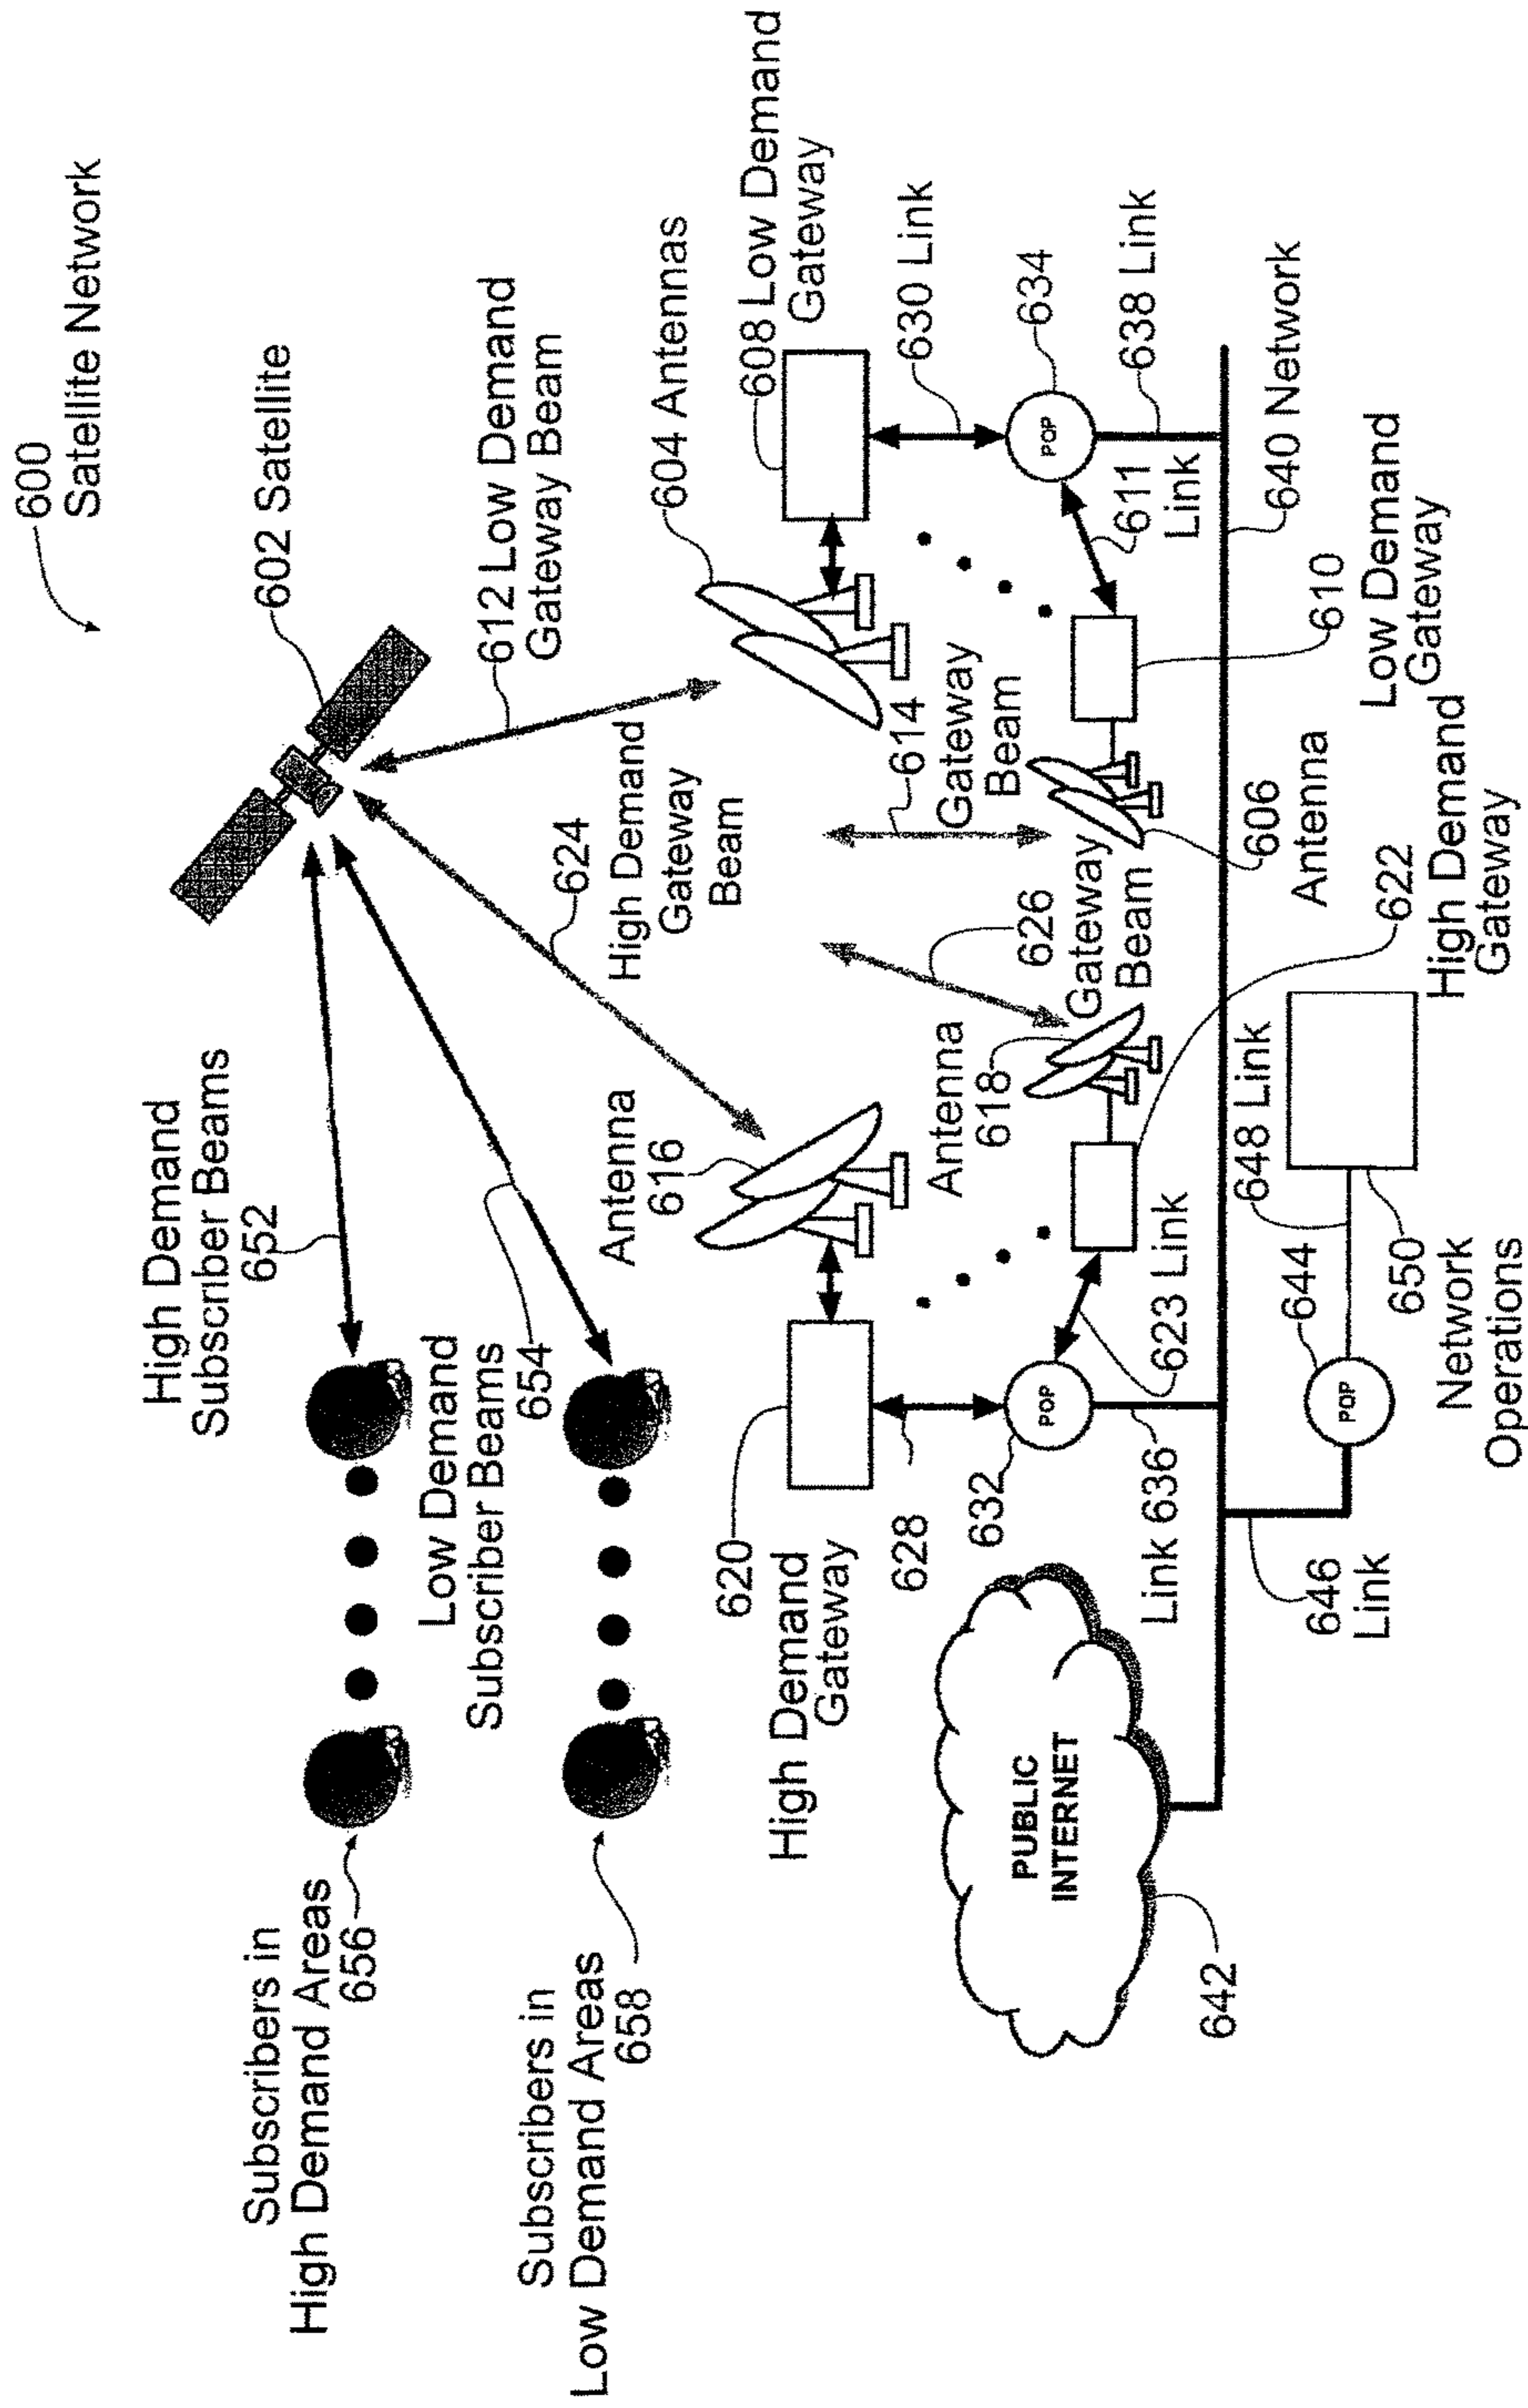 600
Satellite Network
602 Satellite
High Demand
Subscriber Beams
652
Subscribers in
High Demand Areas
656
Low Demand
Subscriber Beams
654
Subscribers in
Low Demand Areas
658
612 Low Demand
Gateway Beam
624
High Demand
Gateway
Beam
604 Antennas
608 Low Demand
Gateway
Antenna
616
620
High Demand
Gateway
614
Gateway
Beam
626
Gateway
Beam
Antenna
618
630 Link
634
POP
638 Link
611
Link
628
632
POP
Link 636
623 Link
606
Antenna
610
Low Demand
Gateway
622
High Demand
Gateway
640 Network
PUBLIC
INTERNET
642
646
Link
644
POP
648 Link
650
Network
Operations